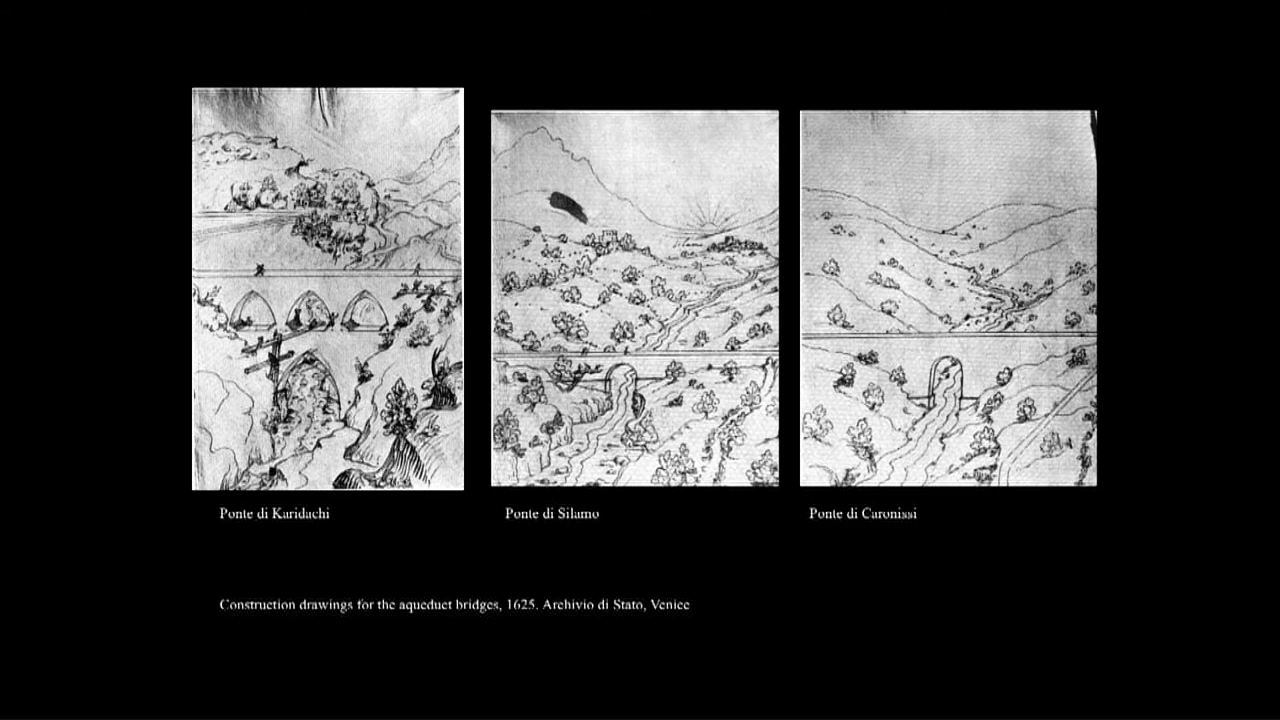 Silamo
Ponte di Karidachi
Ponte di Silamo
Ponte di Caronissi
Construction drawings for the aqueduct bridges, 1625. Archivio di Stato, Venice